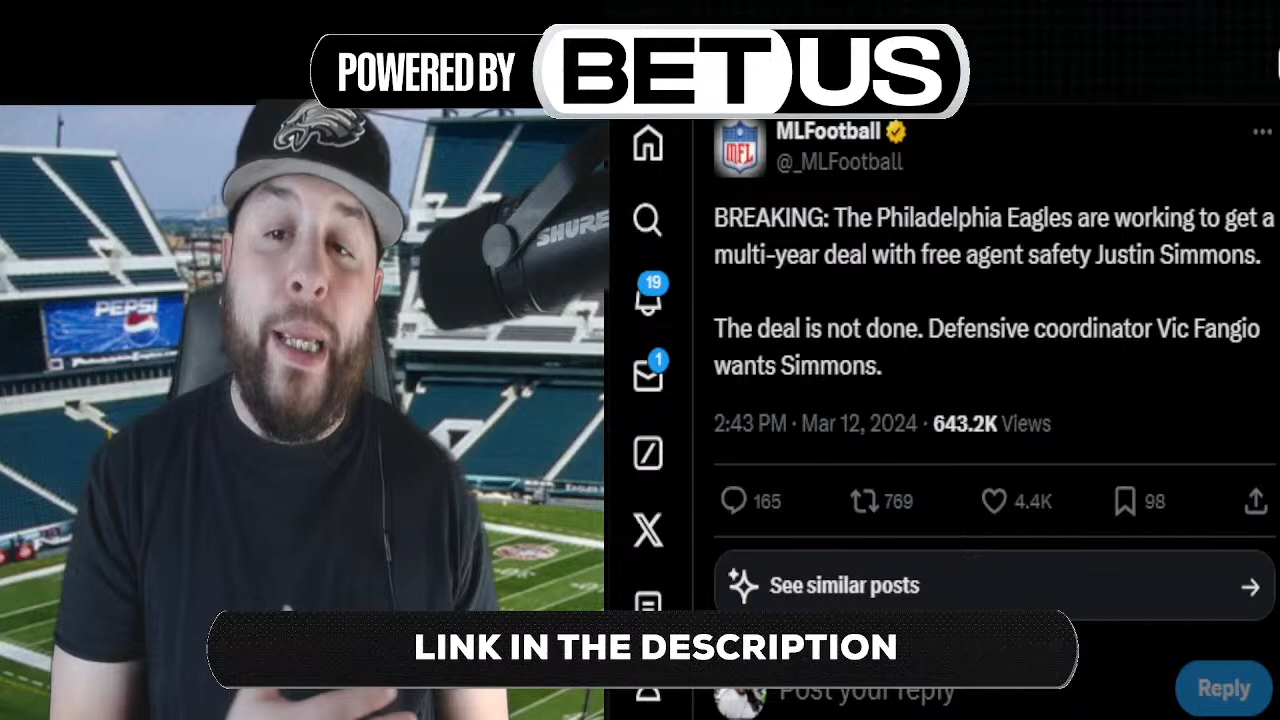 POWERED BY BETUS
MLFootball
@_MLFootball
MFL
SHURE
PEPSI
BREAKING: The Philadelphia Eagles are working to get a
multi-year deal with free agent safety Justin Simmons.
The deal is not done. Defensive coordinator Vic Fangio
wants Simmons.
2:43 PM · Mar 12, 2024 · 643.2K Views
19
1
165 769 4.4K 98
See similar posts
LINK IN THE DESCRIPTION
Post your reply
Reply